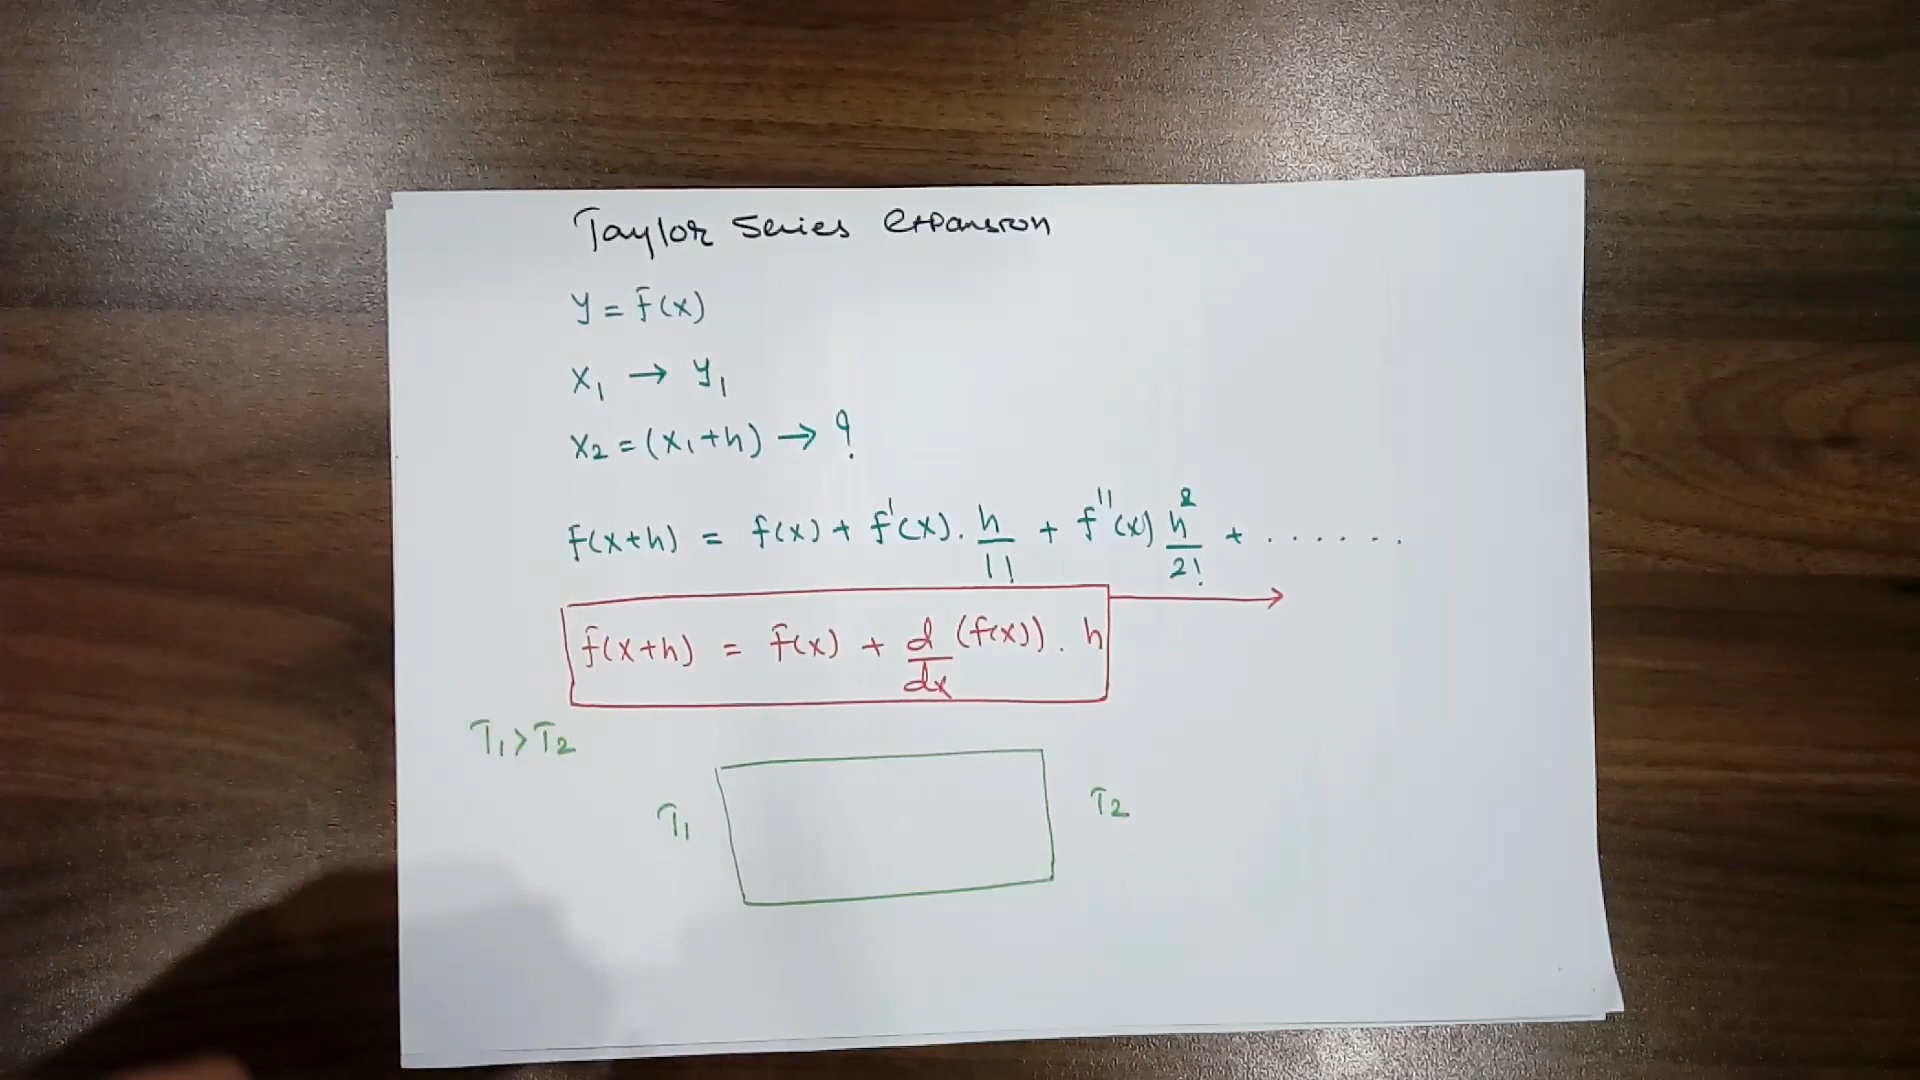 Taylor Series expansion
y = f(x)
x₁ → y₁
x₂ = (x₁+h) → ?
f(x+h) = f(x) + f'(x) . h/1! + f''(x) h²/2! + .......
f(x+h) = f(x) + d/dx (f(x)) . h
T₁ > T₂
T₁ T₂